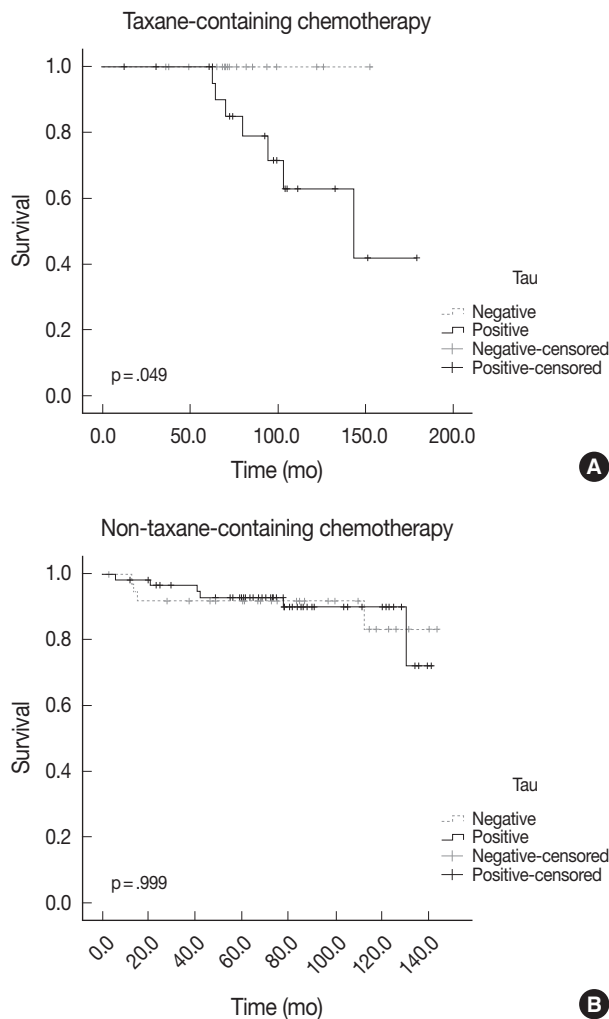 Taxane-containing chemotherapy
1.0
0.8
0.6
0.4
0.2
0.0
Survival
p=.049
Tau
Negative
Positive
Negative-censored
Positive-censored
0.0 50.0 100.0 150.0 200.0
Time (mo)
A
Non-taxane-containing chemotherapy
1.0
0.8
0.6
0.4
0.2
0.0
Survival
p=.999
Tau
Negative
Positive
Negative-censored
Positive-censored
0.0 20.0 40.0 60.0 80.0 100.0 120.0 140.0
Time (mo)
B